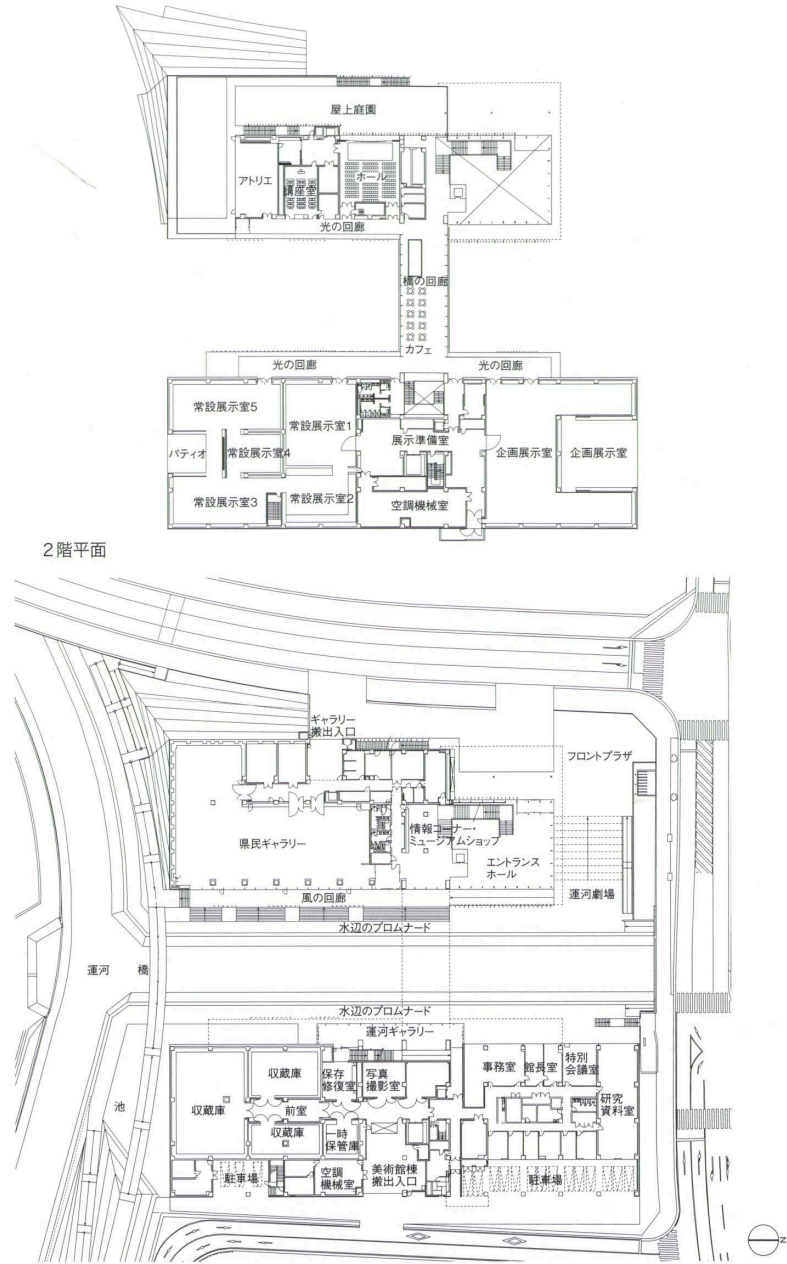 屋上庭園
アトリエ
講座室
ホール
光の回廊
橋の回廊
カフェ
光の回廊
光の回廊
常設展示室5
常設展示室1
展示準備室
パティオ
常設展示室4
企画展示室
企画展示室
常設展示室3
常設展示室2
空調機械室
2階平面
ギャラリー
搬出入口
フロントプラザ
県民ギャラリー
情報コーナー・
ミュージアムショップ
エントランス
ホール
運河劇場
風の回廊
水辺のプロムナード
運河
橋
水辺のプロムナード
運河ギャラリー
収蔵庫
保存
修復室
写真
撮影室
事務室
館長室
特別
会議室
収蔵庫
前室
研究
資料室
池
収蔵庫
一時
保管庫
駐車場
空調
機械室
美術館棟
搬出入口
駐車場
N